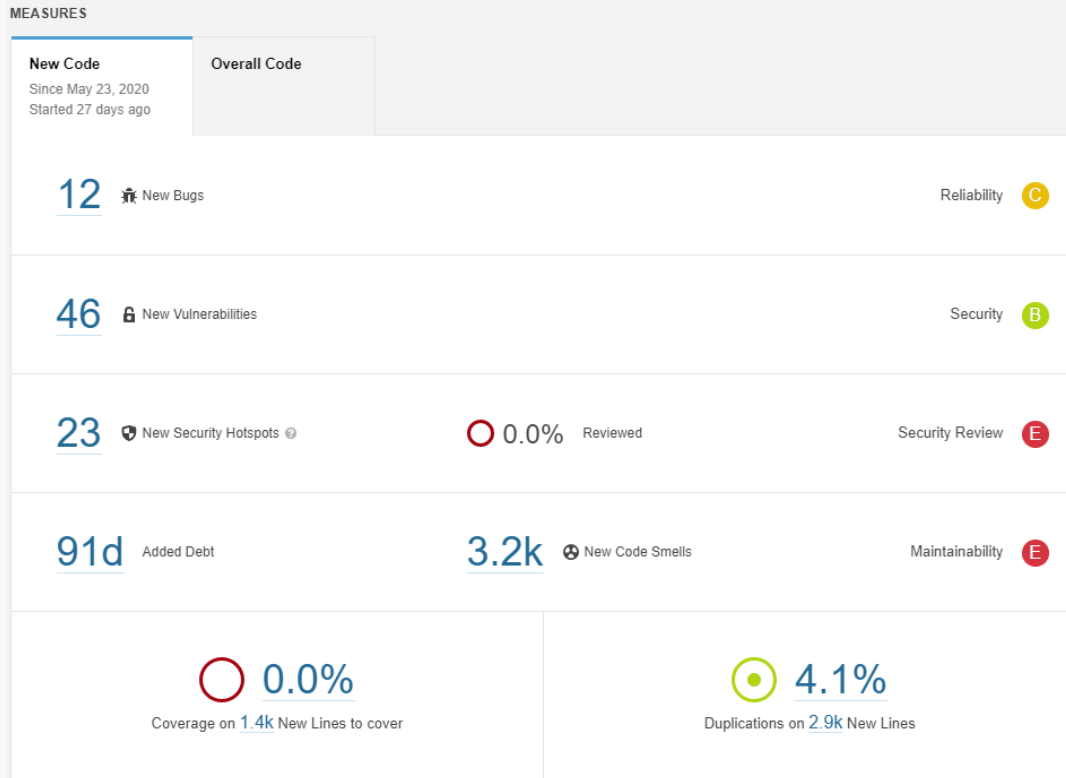 MEASURES
New Code
Since May 23, 2020
Started 27 days ago
Overall Code
12 New Bugs
Reliability C
46 New Vulnerabilities
Security B
23 New Security Hotspots ?
0.0% Reviewed
Security Review E
91d Added Debt
3.2k New Code Smells
Maintainability E
0.0%
Coverage on 1.4k New Lines to cover
4.1%
Duplications on 2.9k New Lines